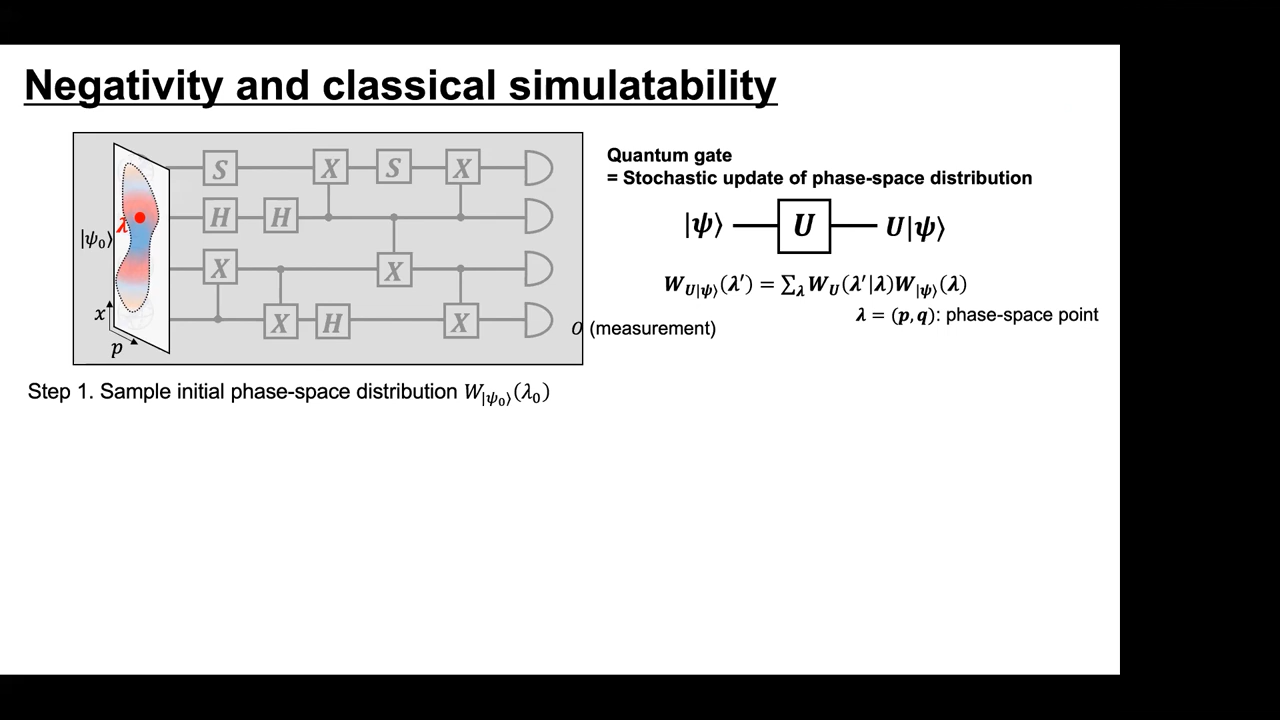 Negativity and classical simulatability
S X S X
H H
|ψ₀⟩ λ
X X
X H X
x
p
O (measurement)
Step 1. Sample initial phase-space distribution W_{|ψ₀⟩}(λ₀)
Quantum gate
= Stochastic update of phase-space distribution
|ψ⟩ U U|ψ⟩
W_{U|ψ⟩}(λ′) = ∑_λ W_U(λ′|λ)W_{|ψ⟩}(λ)
λ = (p, q): phase-space point